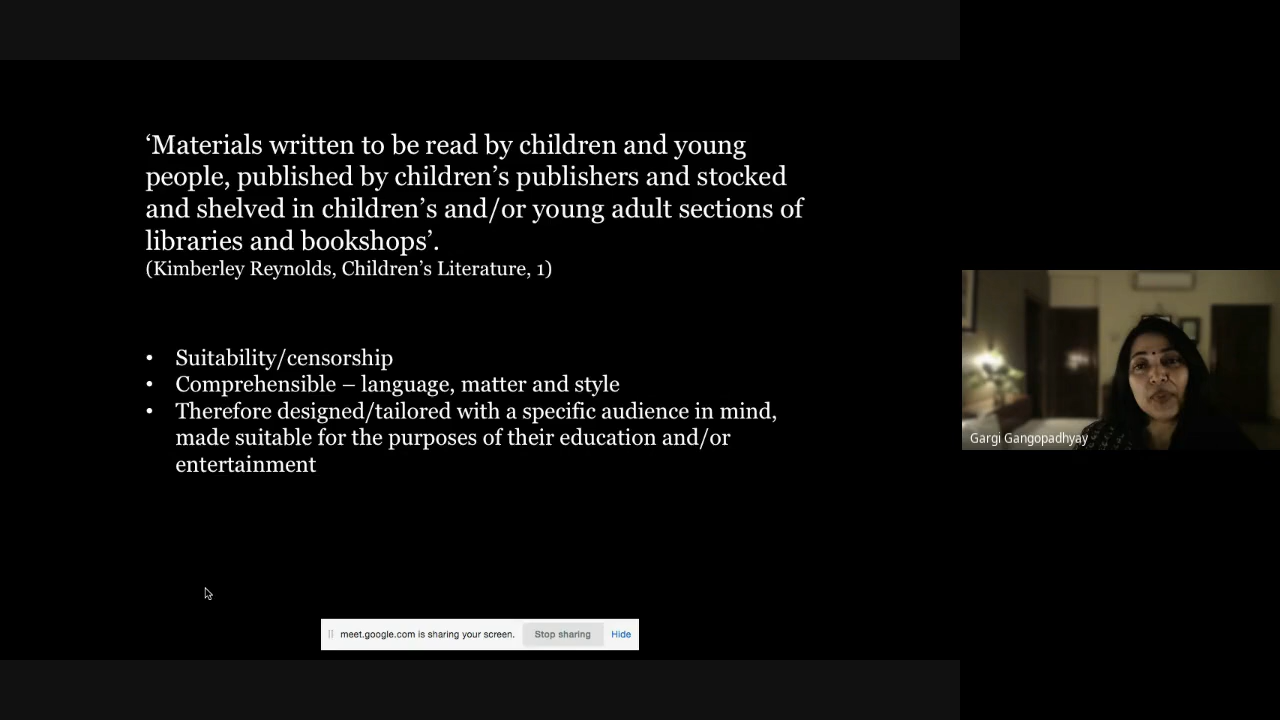 ‘Materials written to be read by children and young
people, published by children’s publishers and stocked
and shelved in children’s and/or young adult sections of
libraries and bookshops’.
(Kimberley Reynolds, Children’s Literature, 1)
• Suitability/censorship
• Comprehensible – language, matter and style
• Therefore designed/tailored with a specific audience in mind,
made suitable for the purposes of their education and/or
entertainment
Gargi Gangopadhyay
meet.google.com is sharing your screen. Stop sharing Hide